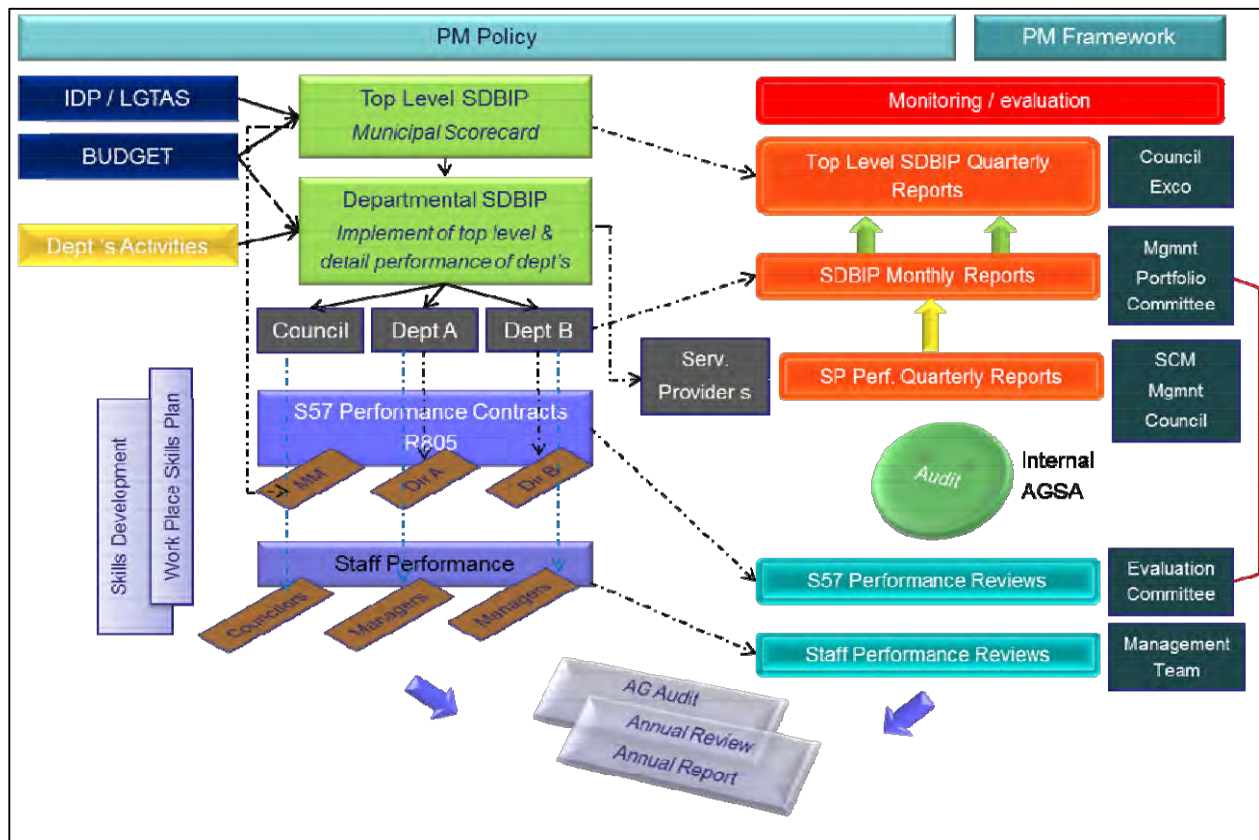 PM Policy
PM Framework
IDP / LGTAS
BUDGET
Dept 's Activities
Top Level SDBIP
Municipal Scorecard
Departmental SDBIP
Implement of top level &
detail performance of dept's
Council
Dept A
Dept B
Serv.
Provider s
S57 Performance Contracts
R805
MM
Dir A
Dir B
Staff Performance
Councilors
Managers
Managers
Skills Development
Work Place Skills Plan
Monitoring / evaluation
Top Level SDBIP Quarterly
Reports
Council
Exco
SDBIP Monthly Reports
Mgmnt
Portfolio
Committee
SP Perf. Quarterly Reports
SCM
Mgmnt
Council
Audit
Internal
AGSA
S57 Performance Reviews
Evaluation
Committee
Staff Performance Reviews
Management
Team
AG Audit
Annual Review
Annual Report